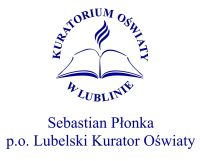 KURATORIUM OŚWIATY
W LUBLINIE
Sebastian Płonka
p.o. Lubelski Kurator Oświaty